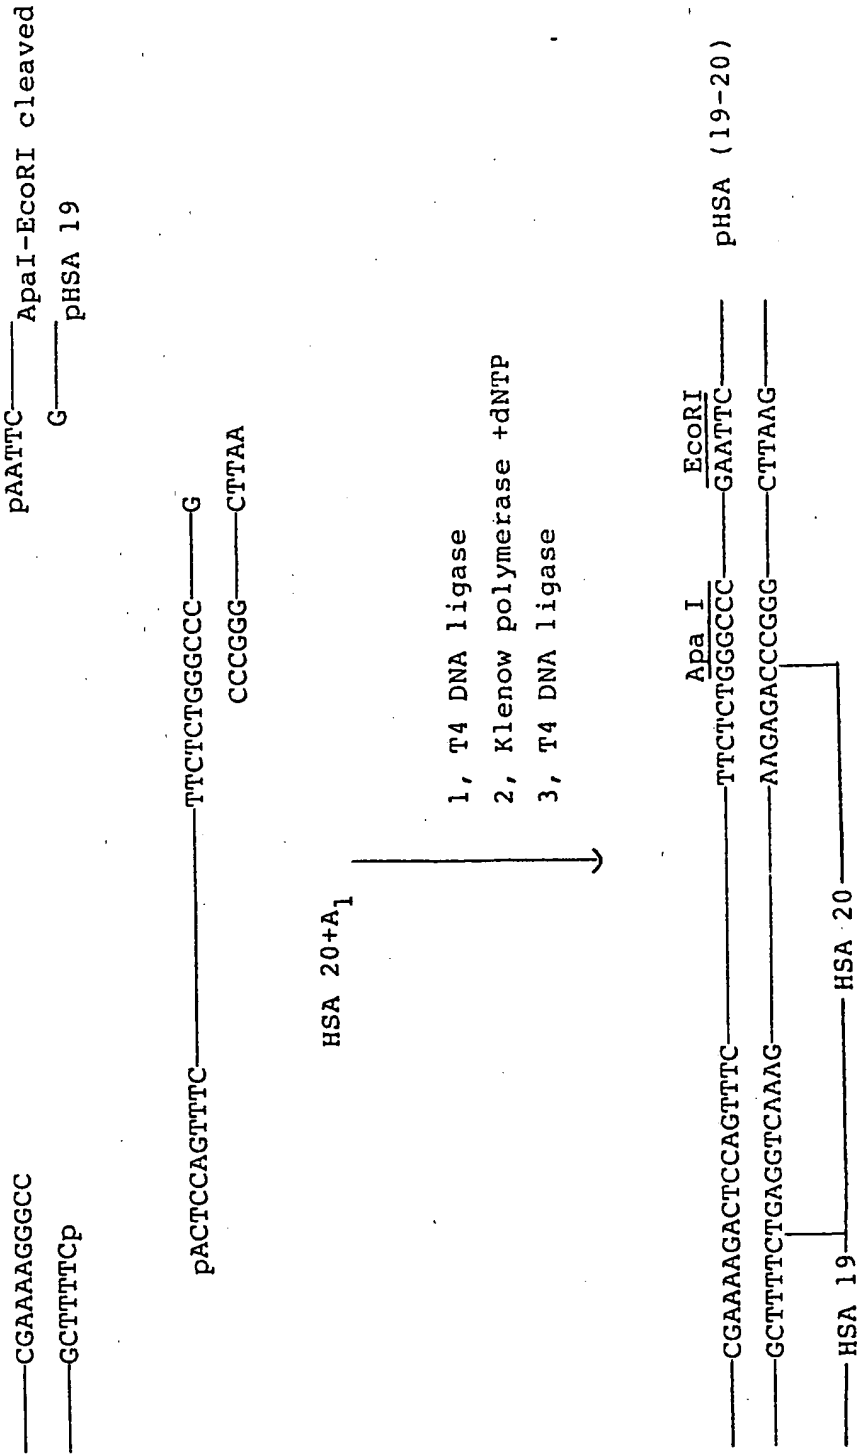 CGAAAAGGGCC
pAATTC ApaI-EcoRI cleaved
GCTTTTCp
G pHSA 19
pACTCCAGTTTC TTCTCTGGGCCC G
CCCGGG CTTAA
HSA 20+A1
1, T4 DNA ligase
2, Klenow polymerase +dNTP
3, T4 DNA ligase
Apa I EcoRI
CGAAAAGACTCCAGTTTC TTCTCTGGGCCC GAATTC
pHSA (19-20)
GCTTTTCTGAGGTCAAAG AAGAGACCCGGG CTTAAG
HSA 19 HSA 20